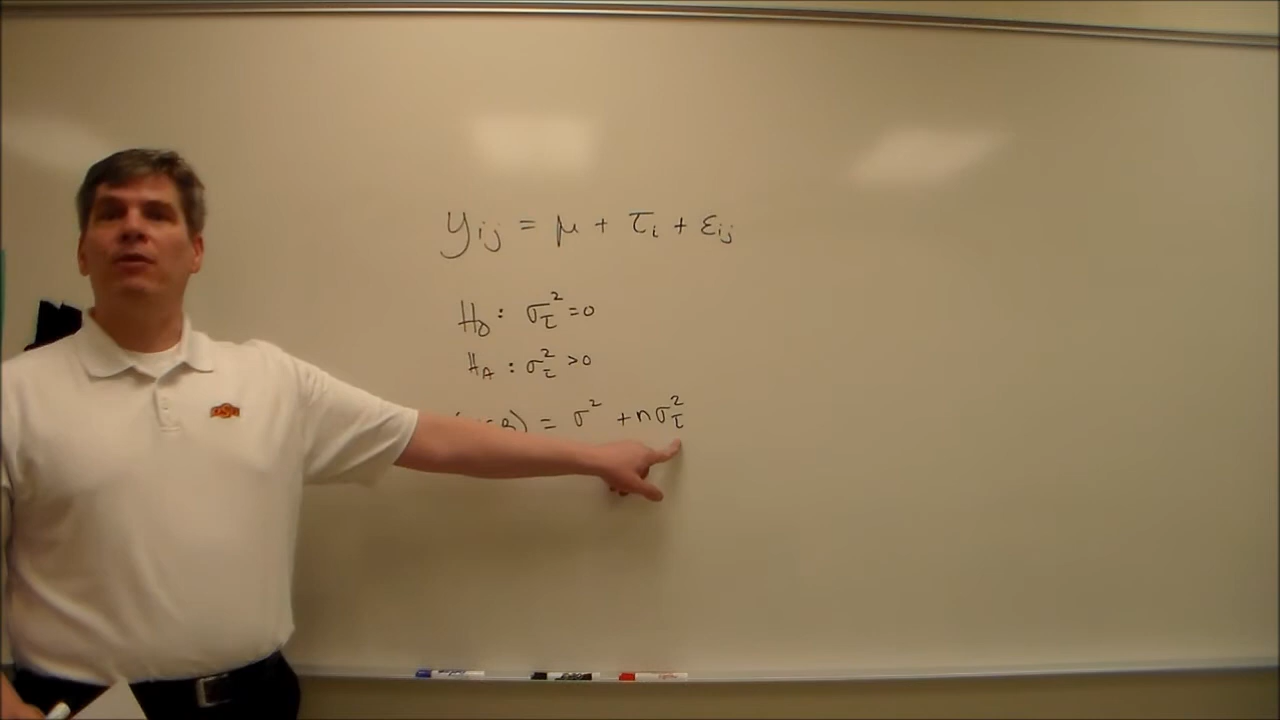 y_ij = μ + τ_i + ε_ij
H_0 : σ_τ^2 = 0
H_A : σ_τ^2 > 0
= σ^2 + nσ_τ^2